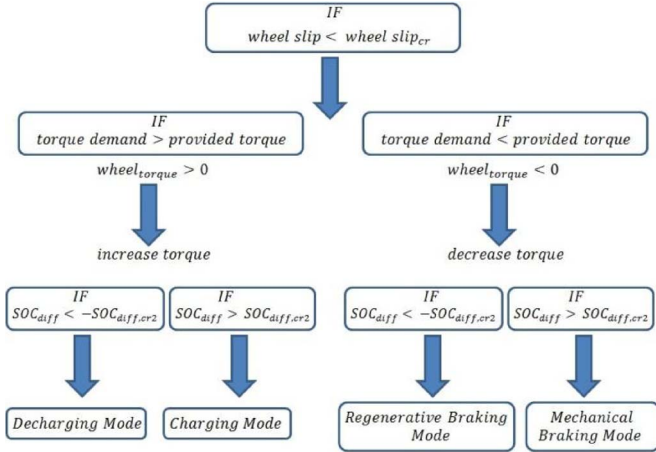 IF
wheel slip < wheel slip_cr
IF
torque demand > provided torque
wheel_torque > 0
increase torque
IF
torque demand < provided torque
wheel_torque < 0
decrease torque
IF
SOC_diff < −SOC_diff,cr2
IF
SOC_diff > SOC_diff,cr2
IF
SOC_diff < −SOC_diff,cr2
IF
SOC_diff > SOC_diff,cr2
Decharging Mode
Charging Mode
Regenerative Braking
Mode
Mechanical
Braking Mode